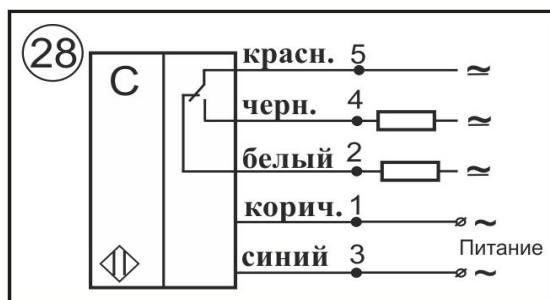 28
C
красн. 5 ≃
черн. 4 ≃
белый 2 ≃
корич. 1 ~
Питание
синий 3 ~